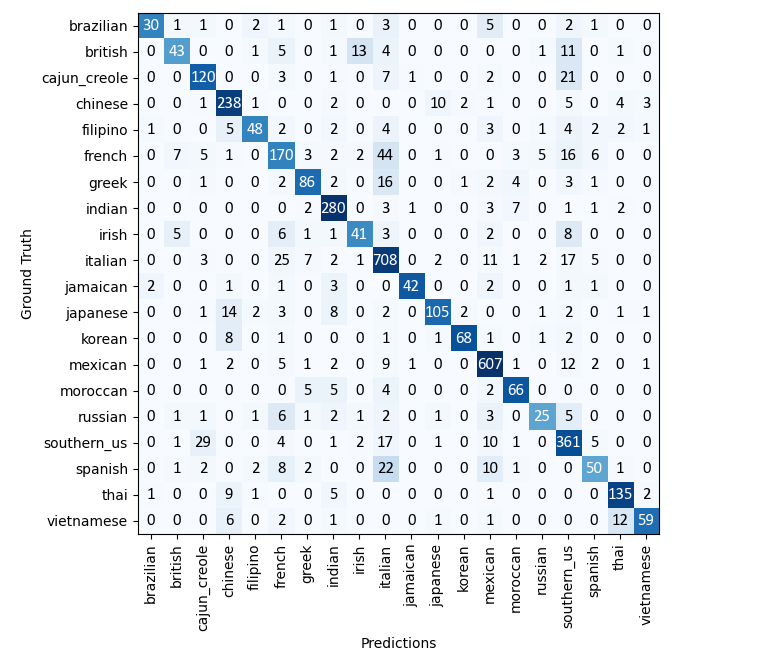 brazilian 30 1 1 0 2 1 0 1 0 3 0 0 0 5 0 0 2 1 0 0
british 0 43 0 0 1 5 0 1 13 4 0 0 0 0 0 1 11 0 1 0
cajun_creole 0 0 120 0 0 3 0 1 0 7 1 0 0 2 0 0 21 0 0 0
chinese 0 0 1 238 1 0 0 2 0 0 0 10 2 1 0 0 5 0 4 3
filipino 1 0 0 5 48 2 0 2 0 4 0 0 0 3 0 1 4 2 2 1
french 0 7 5 1 0 170 3 2 2 44 0 1 0 0 3 5 16 6 0 0
greek 0 0 1 0 0 2 86 2 0 16 0 0 1 2 4 0 3 1 0 0
indian 0 0 0 0 0 0 2 280 0 3 1 0 0 3 7 0 1 1 2 0
irish 0 5 0 0 0 6 1 1 41 3 0 0 0 2 0 0 8 0 0 0
italian 0 0 3 0 0 25 7 2 1 708 0 2 0 11 1 2 17 5 0 0
jamaican 2 0 0 1 0 1 0 3 0 0 42 0 0 2 0 0 1 1 0 0
japanese 0 0 1 14 2 3 0 8 0 2 0 105 2 0 0 1 2 0 1 1
korean 0 0 0 8 0 1 0 0 0 1 0 1 68 1 0 1 2 0 0 0
mexican 0 0 1 2 0 5 1 2 0 9 1 0 0 607 1 0 12 2 0 1
moroccan 0 0 0 0 0 0 5 5 0 4 0 0 0 2 66 0 0 0 0 0
russian 0 1 1 0 1 6 1 2 1 2 0 1 0 3 0 25 5 0 0 0
southern_us 0 1 29 0 0 4 0 1 2 17 0 1 0 10 1 0 361 5 0 0
spanish 0 1 2 0 2 8 2 0 0 22 0 0 0 10 1 0 0 50 1 0
thai 1 0 0 9 1 0 0 5 0 0 0 0 0 1 0 0 0 0 135 2
vietnamese 0 0 0 6 0 2 0 1 0 0 0 1 0 1 0 0 0 0 12 59
Ground Truth
brazilian
british
cajun_creole
chinese
filipino
french
greek
indian
irish
italian
jamaican
japanese
korean
mexican
moroccan
russian
southern_us
spanish
thai
vietnamese
Predictions